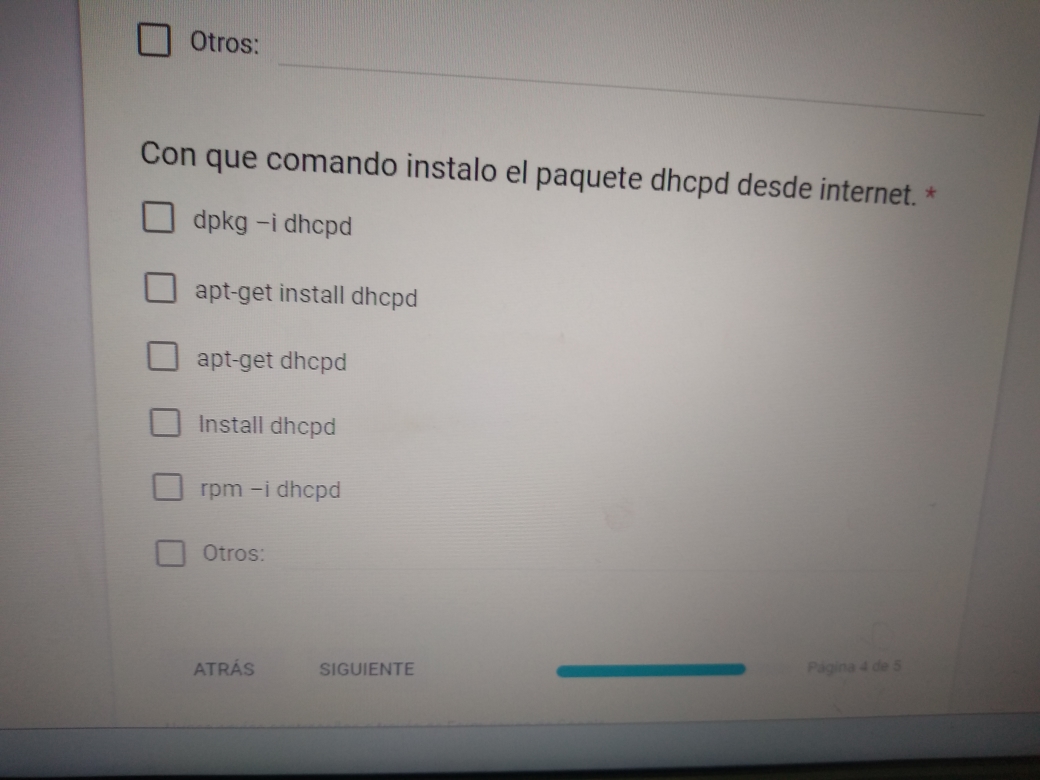 Otros:
Con que comando instalo el paquete dhcpd desde internet. *
dpkg –i dhcpd
apt-get install dhcpd
apt-get dhcpd
Install dhcpd
rpm –i dhcpd
Otros:
ATRÁS SIGUIENTE Página 4 de 5